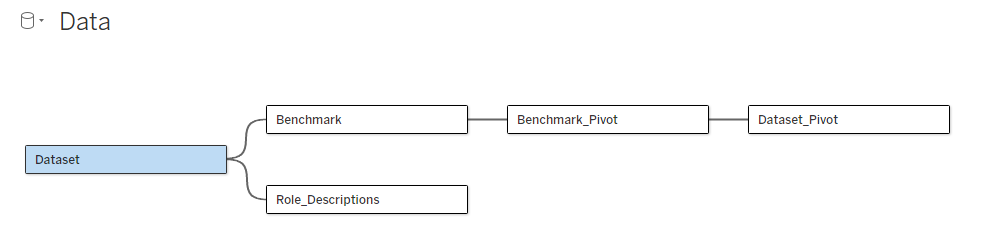 Data
Benchmark
Benchmark_Pivot
Dataset_Pivot
Dataset
Role_Descriptions